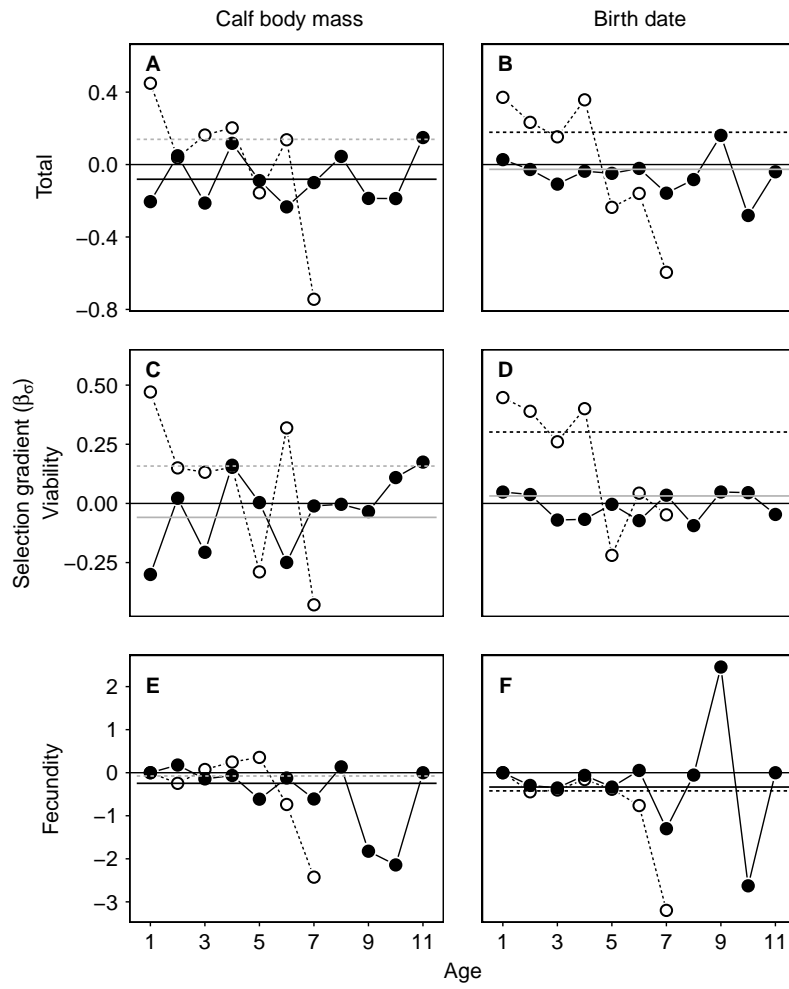 Calf body mass Birth date
A B
0.4
0.0
−0.4
−0.8
Total
C D
0.50
0.25
0.00
−0.25
Selection gradient (βσ)
Viability
E F
2
1
0
−1
−2
−3
Fecundity
1 3 5 7 9 11 1 3 5 7 9 11
Age